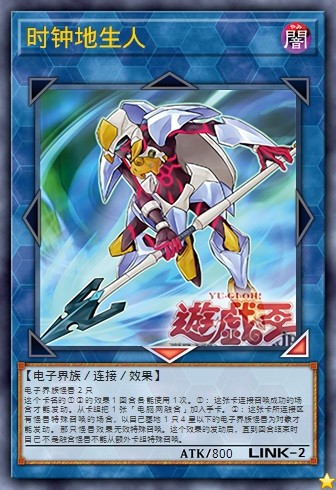 时钟地生人
闇
YU-GI-OH!
遊戯王
.JP
【电子界族／连接／效果】
电子界族怪兽2只
这个卡名的①②的效果1回合各能使用1次。①：这张卡连接召唤成功的场
合才能发动。从卡组把1张「电脑网融合」加入手卡。②：这张卡所连接区
有怪兽特殊召唤的场合，以自己墓地1只4星以下的电子界族怪兽为对象才
能发动。那只怪兽效果无效特殊召唤。这个效果的发动后，直到回合结束时
自己不是融合怪兽不能从额外卡组特殊召唤。
ATK/800 LINK-2